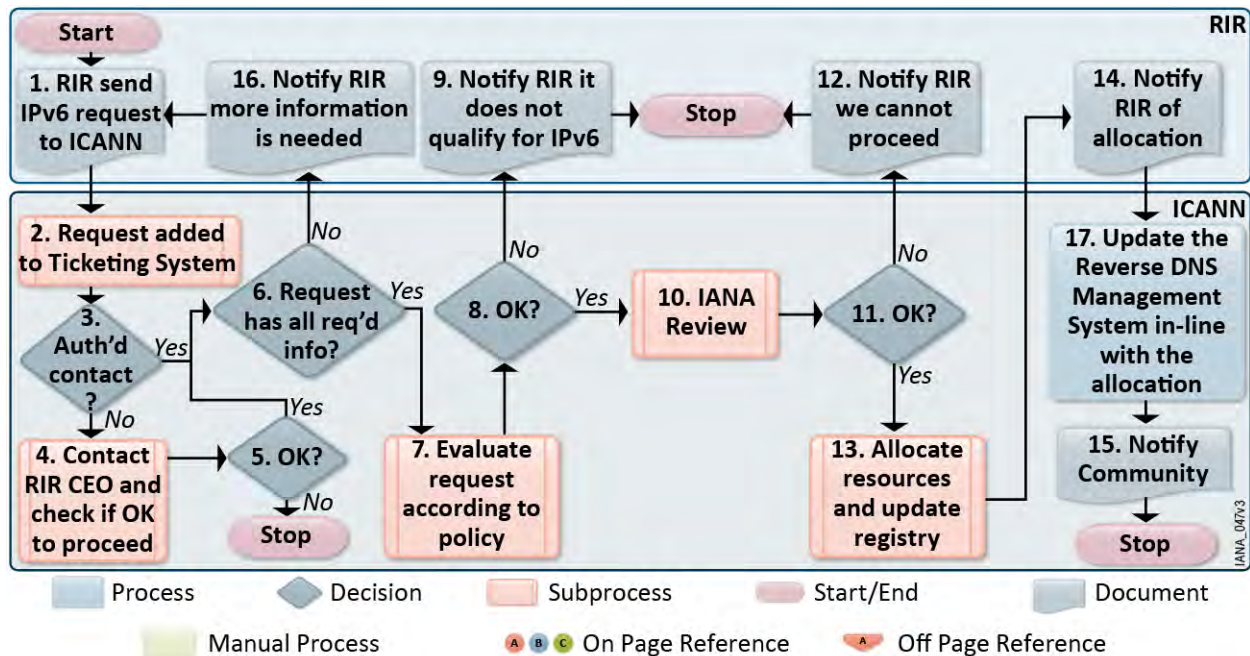 RIR
Start
1. RIR send
IPv6 request
to ICANN
16. Notify RIR
more information
is needed
9. Notify RIR it
does not
qualify for IPv6
Stop
12. Notify RIR
we cannot
proceed
14. Notify
RIR of
allocation
ICANN
2. Request added
to Ticketing System
3.
Auth'd
contact
?
Yes
No
4. Contact
RIR CEO and
check if OK
to proceed
5. OK?
Yes
No
Stop
6. Request
has all req'd
info?
No
Yes
7. Evaluate
request
according to
policy
8. OK?
No
Yes
10. IANA
Review
11. OK?
No
Yes
13. Allocate
resources
and update
registry
17. Update the
Reverse DNS
Management
System in-line
with the
allocation
15. Notify
Community
Stop
IANA_047v3
Process
Decision
Subprocess
Start/End
Document
Manual Process
A B C On Page Reference
A Off Page Reference